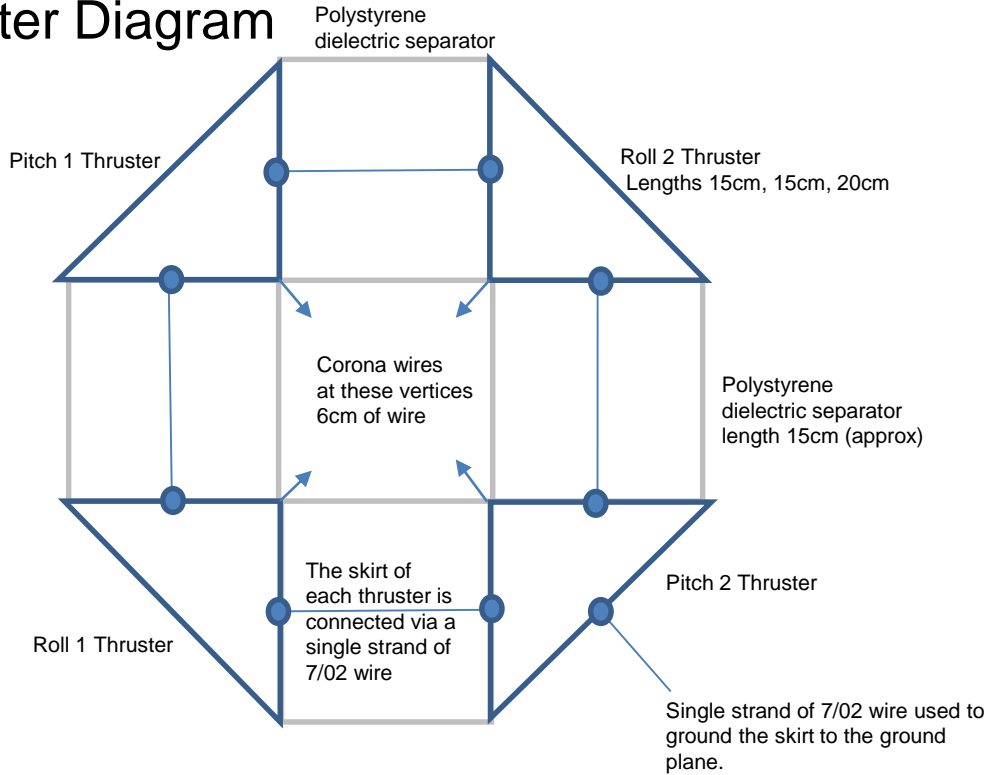 ter Diagram
Polystyrene
dielectric separator
Pitch 1 Thruster
Roll 2 Thruster
Lengths 15cm, 15cm, 20cm
Corona wires
at these vertices
6cm of wire
Polystyrene
dielectric separator
length 15cm (approx)
The skirt of
each thruster is
connected via a
single strand of
7/02 wire
Pitch 2 Thruster
Roll 1 Thruster
Single strand of 7/02 wire used to
ground the skirt to the ground
plane.